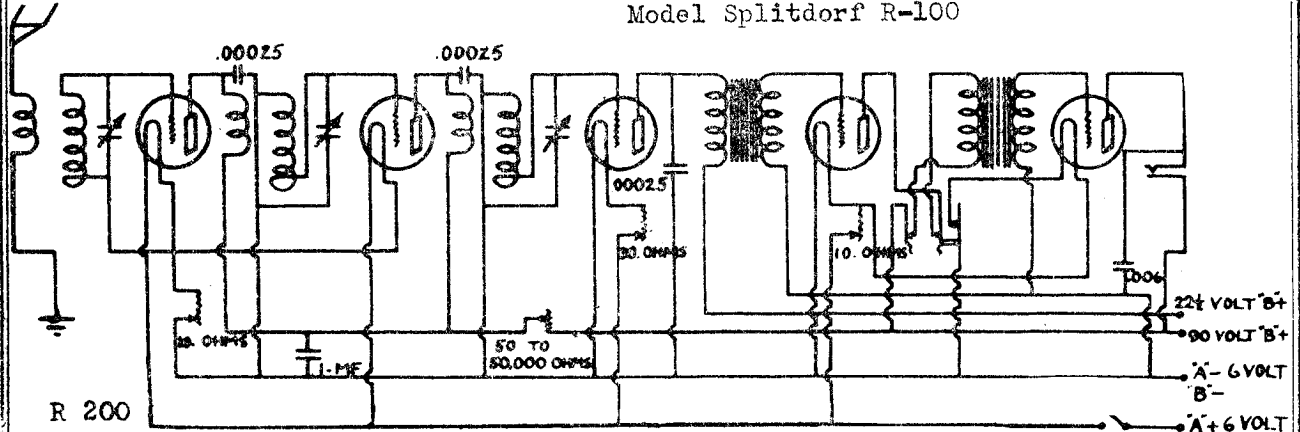 Model Splitdorf R-100
.00025
.00025
.00025
30. OHMS
10. OHMS
.006
22½ VOLT "B"+
20. OHMS
50 TO
50,000 OHMS
90 VOLT "B"+
1-MF
"A"- 6 VOLT
"B"-
R 200
"A"+ 6 VOLT